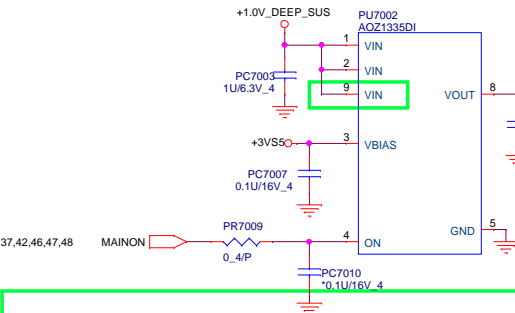 +1.0V_DEEP_SUS
PU7002
AOZ1335DI
1
VIN
2
VIN
PC7003
1U/6.3V_4
9
VIN
VOUT
8
+3VS5
3
VBIAS
PC7007
0.1U/16V_4
PR7009
GND
5
37,42,46,47,48
MAINON
4
ON
0_4/P
PC7010
*0.1U/16V_4